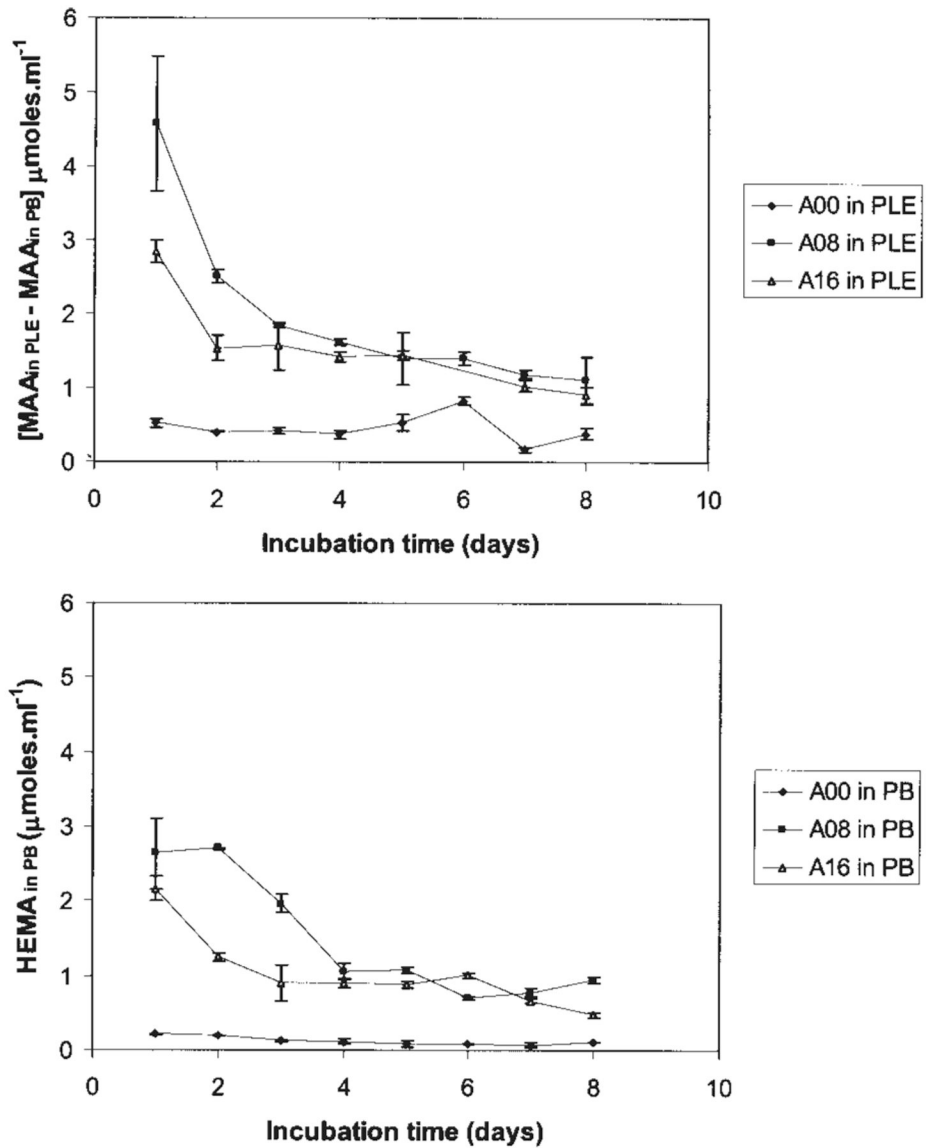 6
5
4
3
2
1
0
0 2 4 6 8 10
[MAAin PLE - MAAin PB] μmoles.ml-1
Incubation time (days)
A00 in PLE
A08 in PLE
A16 in PLE
6
5
4
3
2
1
0
0 2 4 6 8 10
HEMA in PB (μmoles.ml-1)
Incubation time (days)
A00 in PB
A08 in PB
A16 in PB